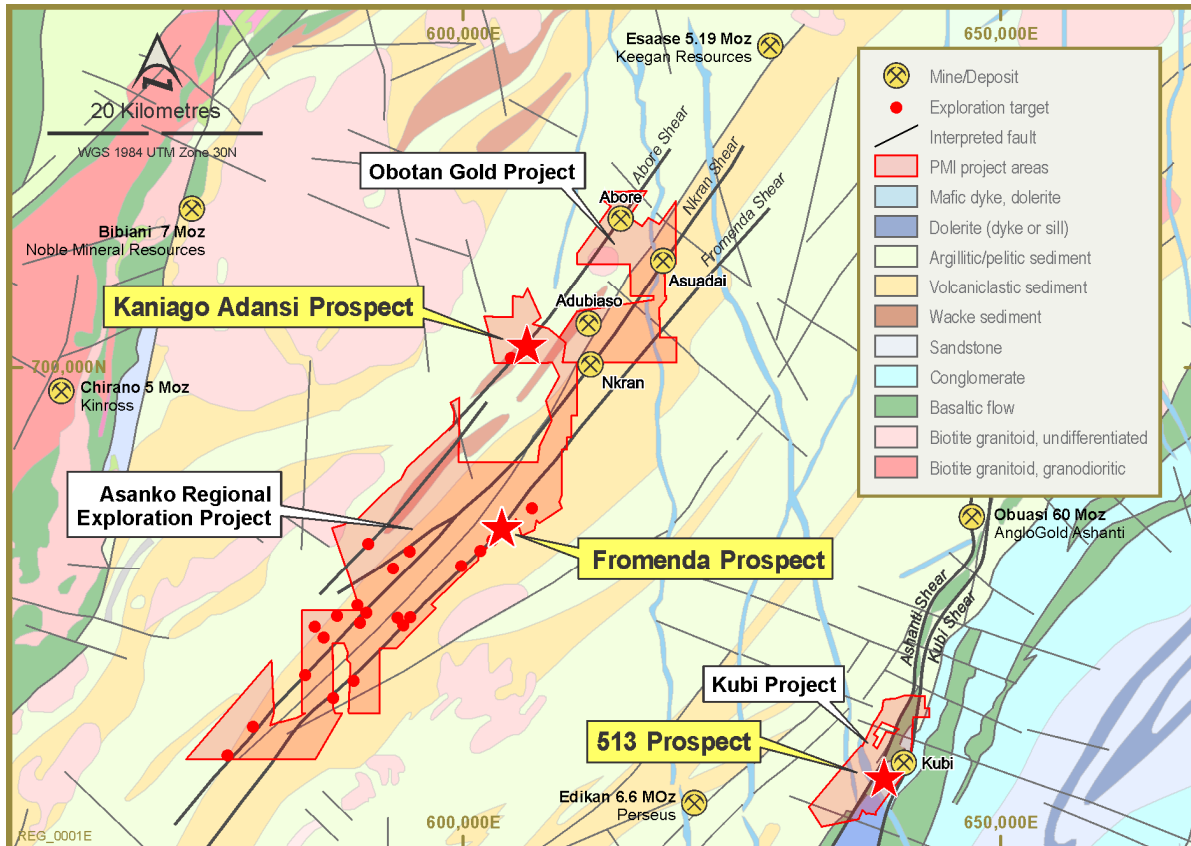 600,000E
650,000E
Esaase 5.19 Moz
Keegan Resources
20 Kilometres
WGS 1984 UTM Zone 30N
Mine/Deposit
Exploration target
Interpreted fault
PMI project areas
Mafic dyke, dolerite
Dolerite (dyke or sill)
Argillitic/pelitic sediment
Volcaniclastic sediment
Wacke sediment
Sandstone
Conglomerate
Basaltic flow
Biotite granitoid, undifferentiated
Biotite granitoid, granodioritic
Obotan Gold Project
Abore Shear
Nkran Shear
Fromenda Shear
Abore
Bibiani 7 Moz
Noble Mineral Resources
Asuadai
Kaniago Adansi Prospect
Adubiaso
700,000N
Nkran
Chirano 5 Moz
Kinross
Asanko Regional
Exploration Project
Fromenda Prospect
Obuasi 60 Moz
AngloGold Ashanti
Ashanti Shear
Kubi Shear
Kubi Project
513 Prospect
Kubi
Edikan 6.6 MOz
Perseus
REG_0001E
600,000E
650,000E